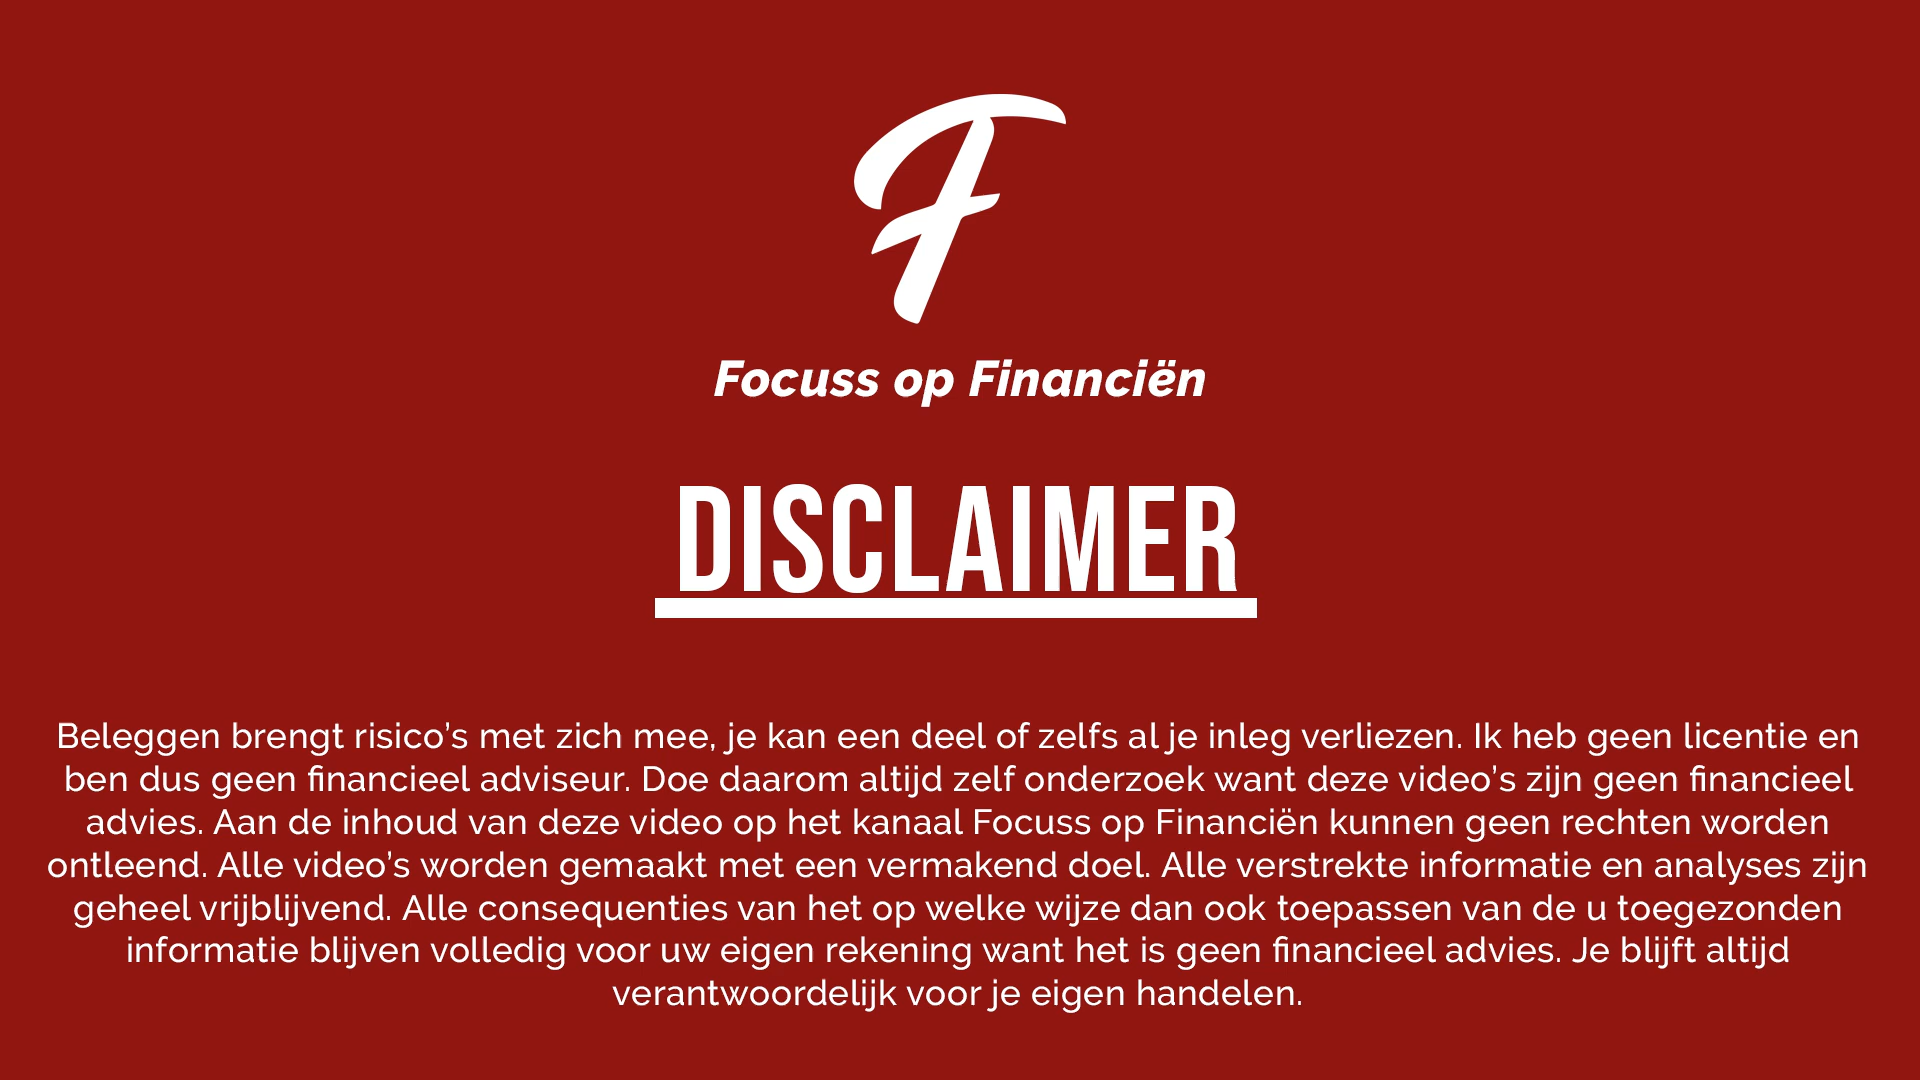 F
Focuss op Financiën
DISCLAIMER
Beleggen brengt risico’s met zich mee, je kan een deel of zelfs al je inleg verliezen. Ik heb geen licentie en
ben dus geen financieel adviseur. Doe daarom altijd zelf onderzoek want deze video’s zijn geen financieel
advies. Aan de inhoud van deze video op het kanaal Focuss op Financiën kunnen geen rechten worden
ontleend. Alle video’s worden gemaakt met een vermakend doel. Alle verstrekte informatie en analyses zijn
geheel vrijblijvend. Alle consequenties van het op welke wijze dan ook toepassen van de u toegezonden
informatie blijven volledig voor uw eigen rekening want het is geen financieel advies. Je blijft altijd
verantwoordelijk voor je eigen handelen.